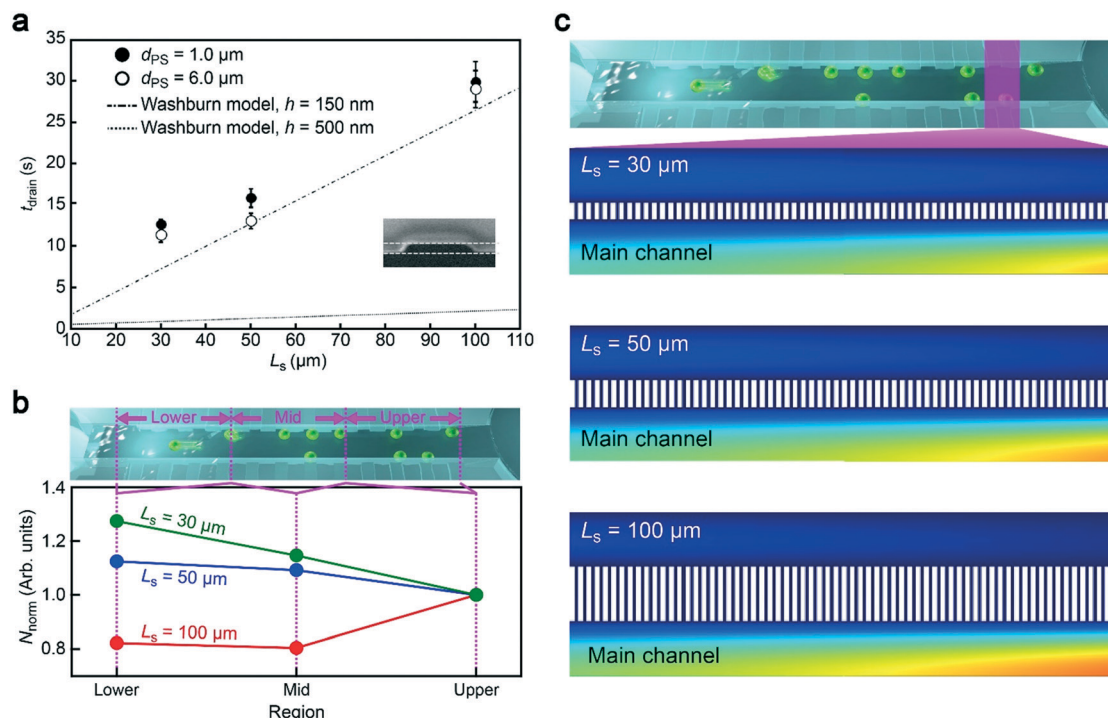 a
35
30
25
20
15
10
5
0
t_drain (s)
d_PS = 1.0 µm
d_PS = 6.0 µm
Washburn model, h = 150 nm
Washburn model, h = 500 nm
10 20 30 40 50 60 70 80 90 100 110
L_s (µm)
b
Lower Mid Upper
1.4
1.2
1.0
0.8
N_norm (Arb. units)
L_s = 30 µm
L_s = 50 µm
L_s = 100 µm
Lower Mid Upper
Region
c
L_s = 30 µm
Main channel
L_s = 50 µm
Main channel
L_s = 100 µm
Main channel